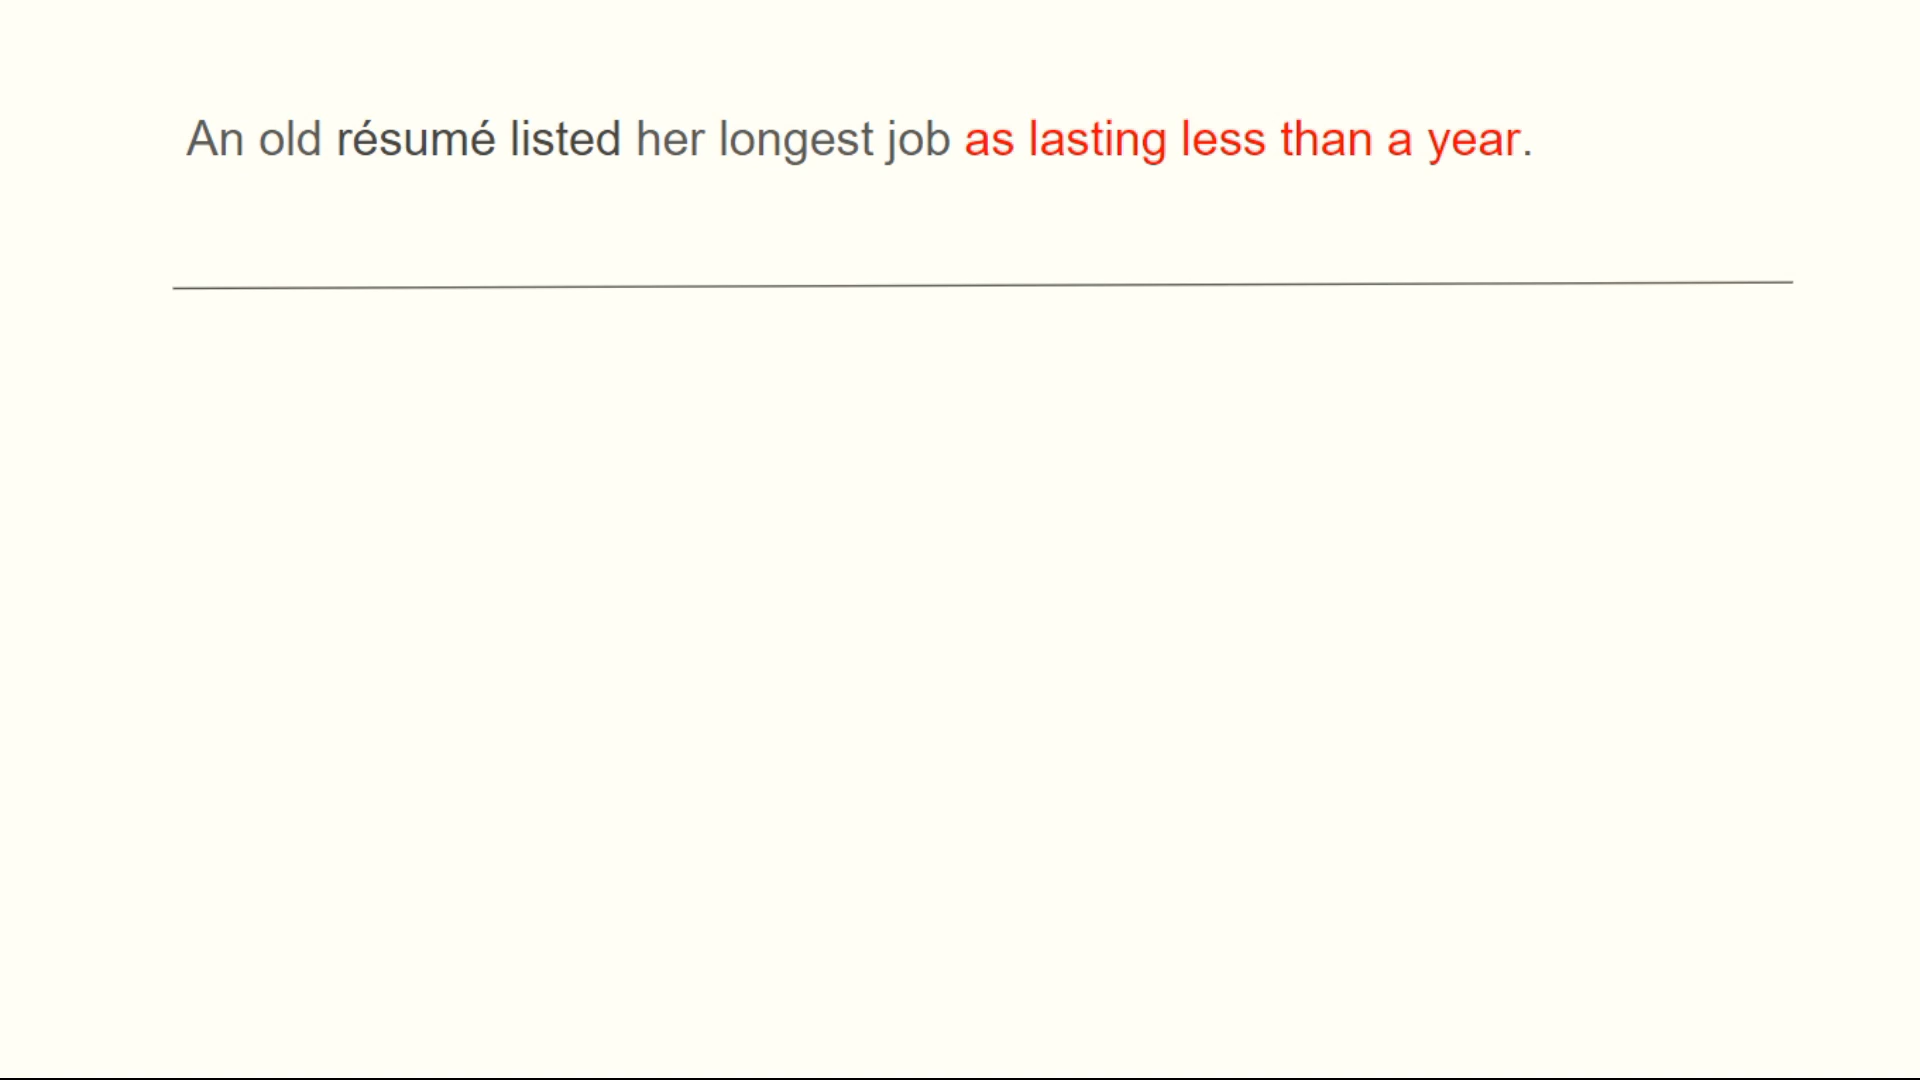 An old résumé listed her longest job as lasting less than a year.